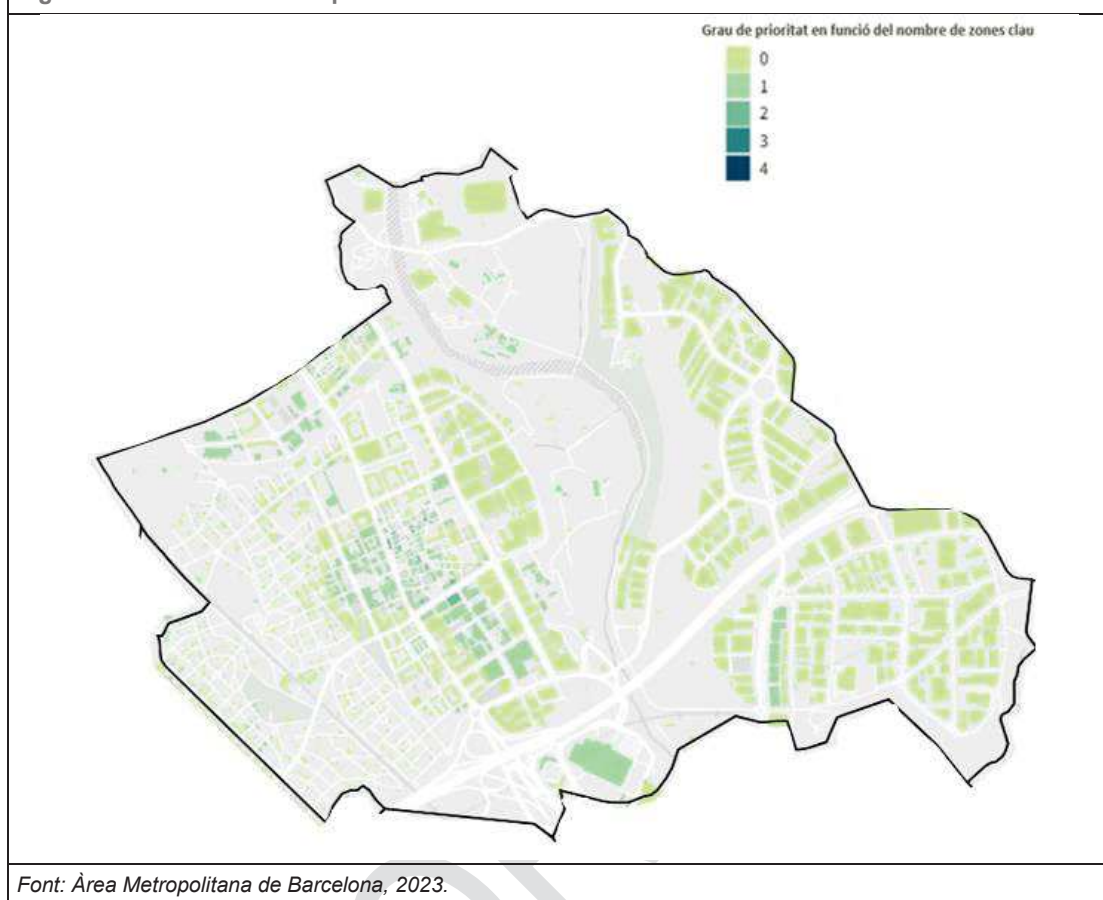 Grau de prioritat en funció del nombre de zones clau
0
1
2
3
4
Font: Àrea Metropolitana de Barcelona, 2023.